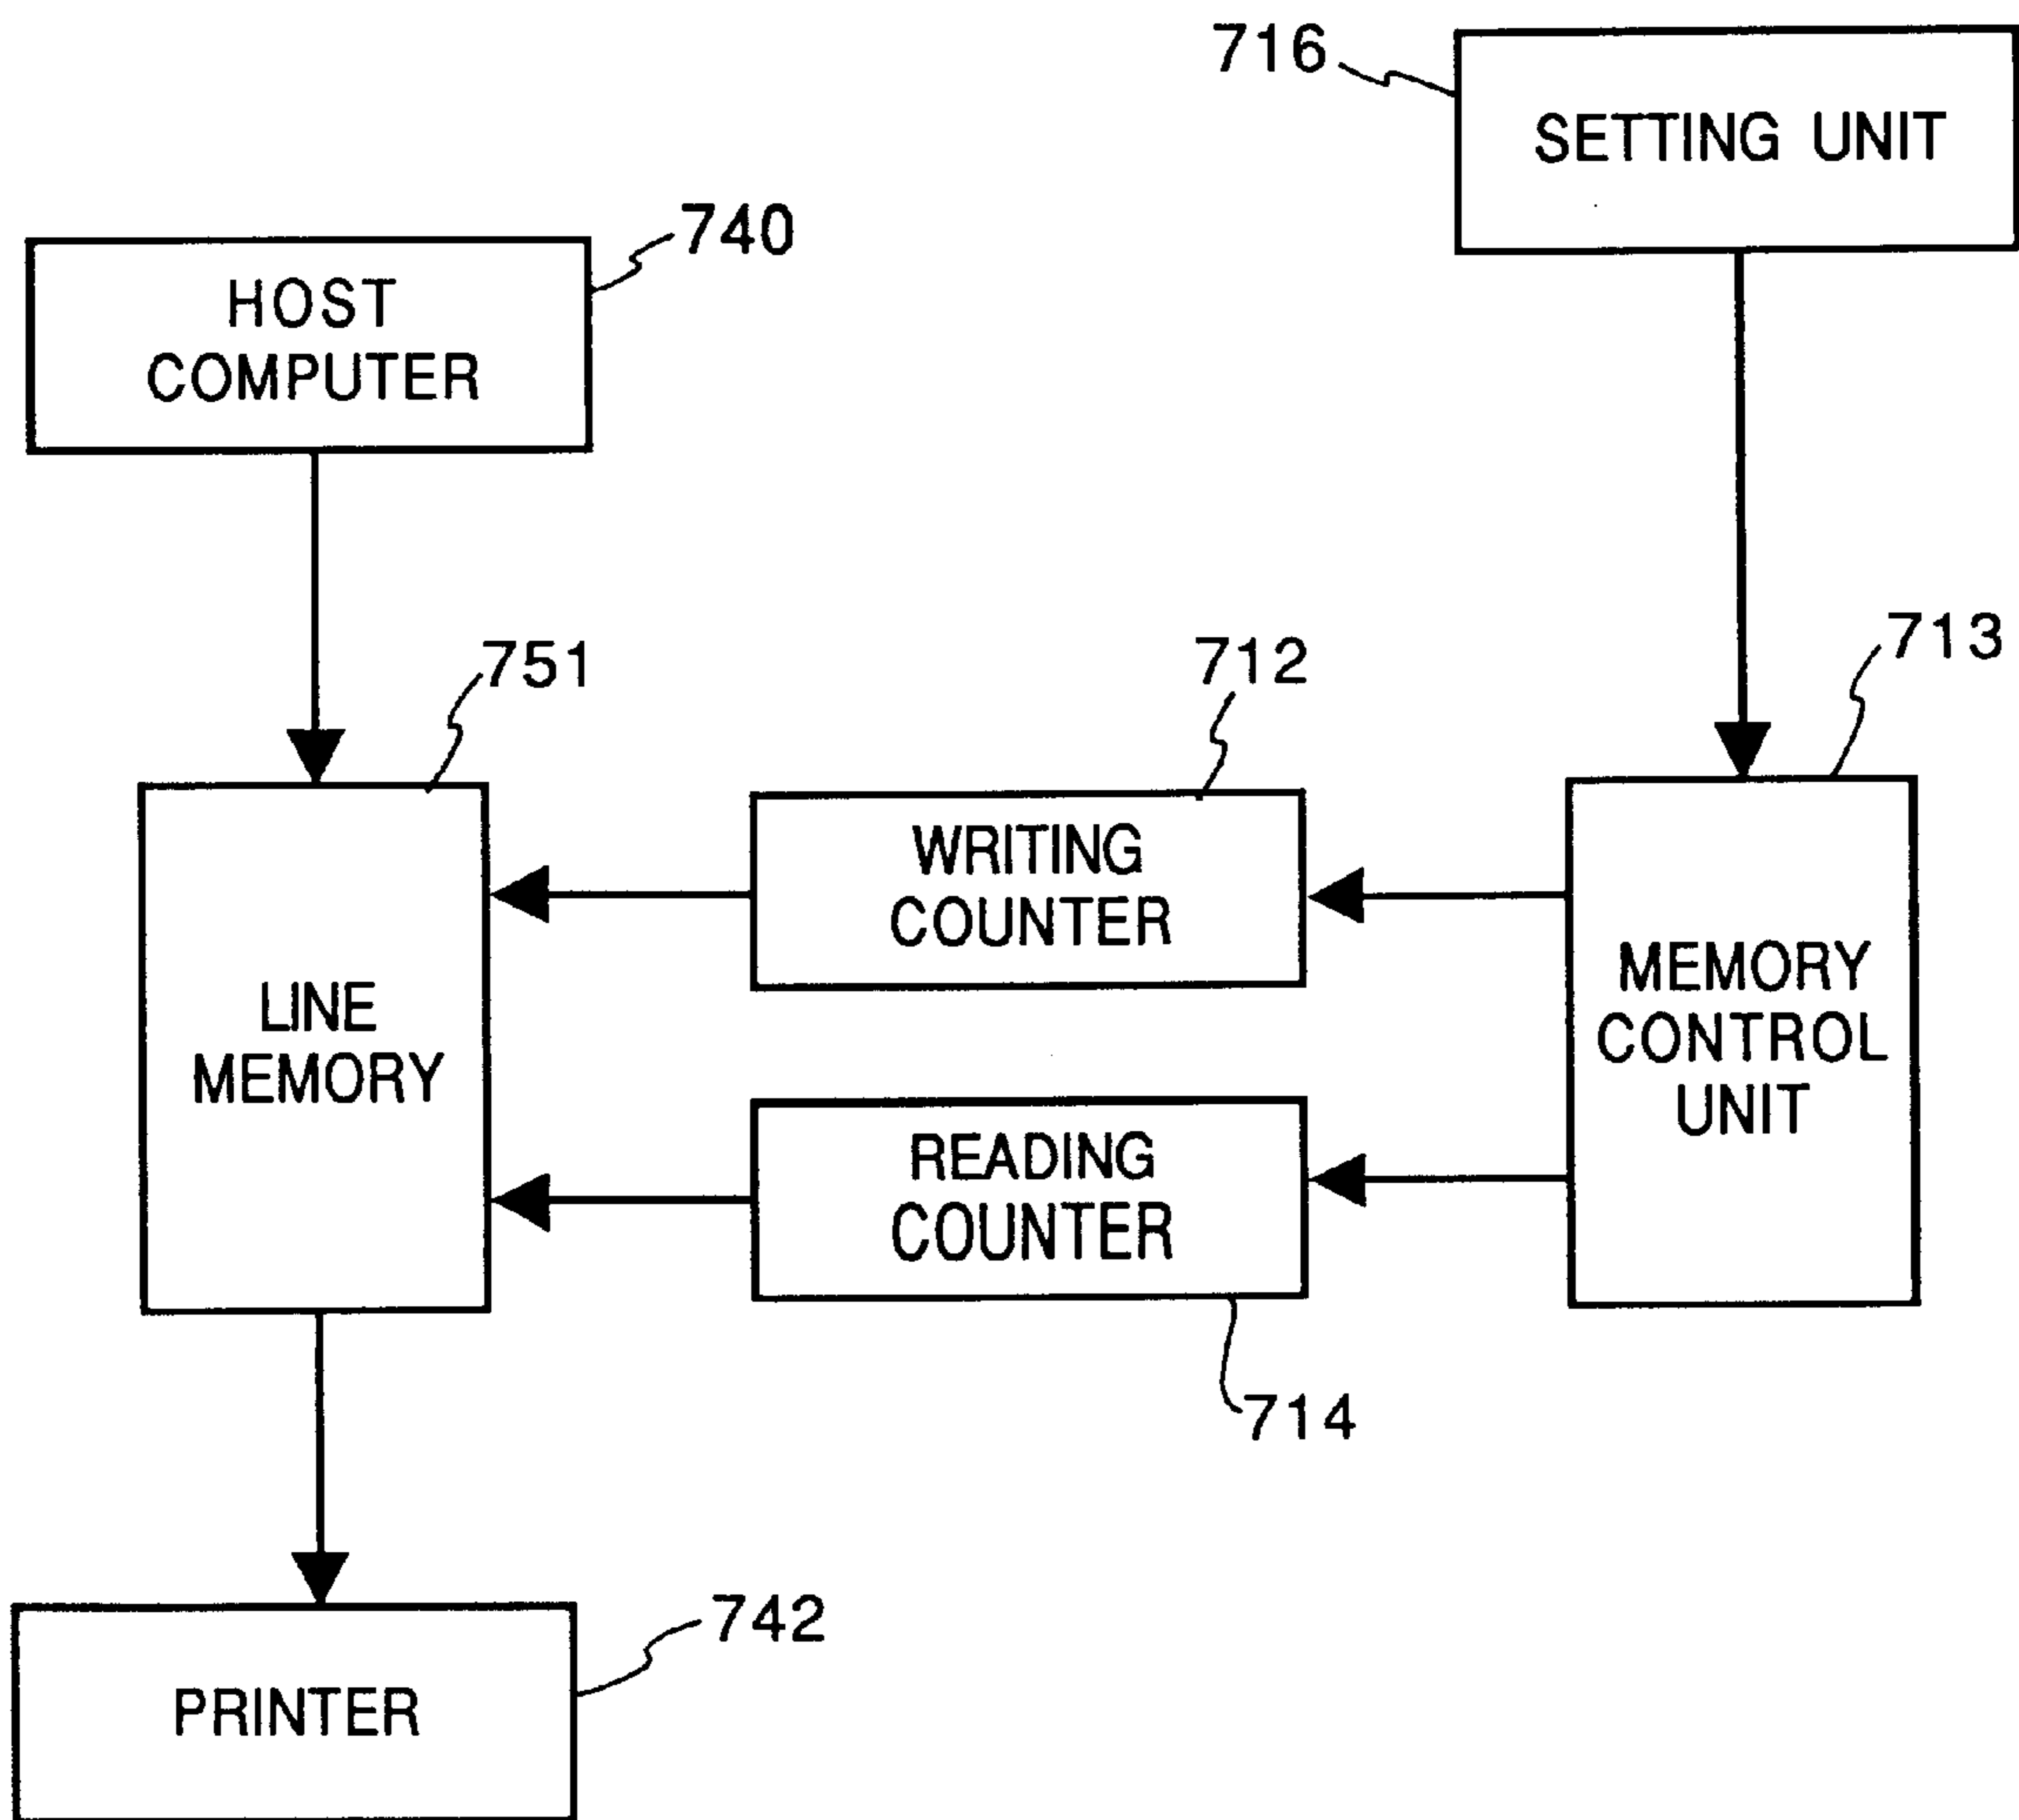 716
SETTING UNIT
740
HOST
COMPUTER
751
712
713
WRITING
COUNTER
LINE
MEMORY
MEMORY
CONTROL
UNIT
READING
COUNTER
714
742
PRINTER